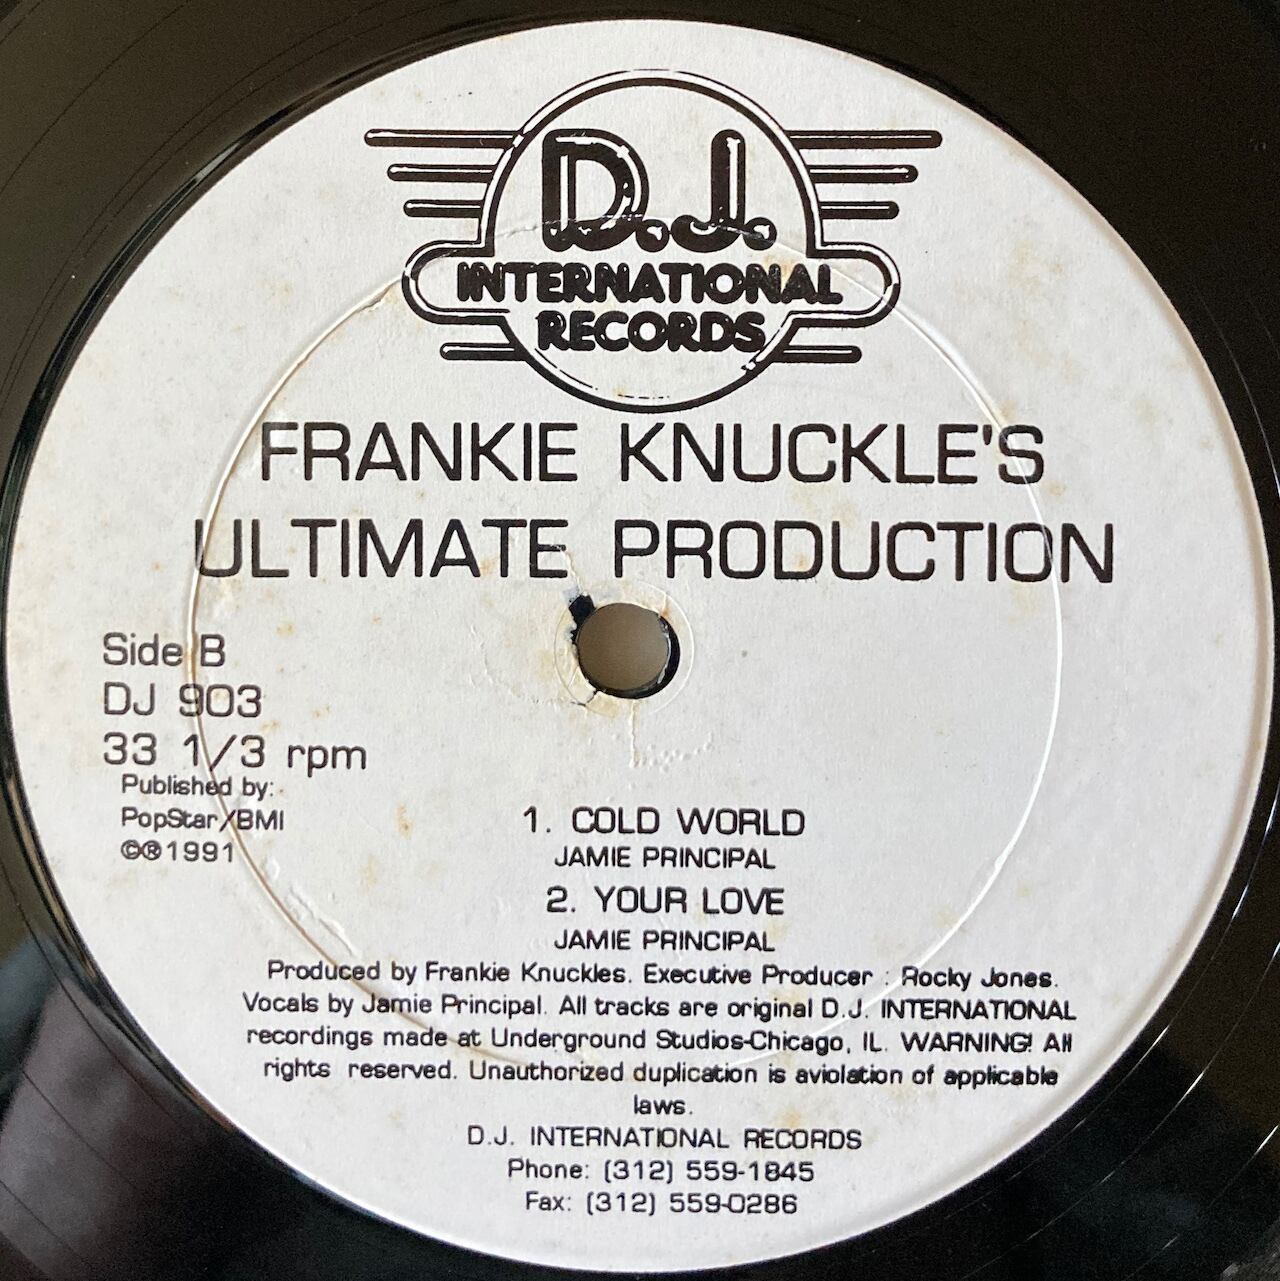 D.J.
INTERNATIONAL
RECORDS
FRANKIE KNUCKLE'S
ULTIMATE PRODUCTION
Side B
DJ 903
33 1/3 rpm
Published by:
PopStar/BMI
©®1991
1. COLD WORLD
JAMIE PRINCIPAL
2. YOUR LOVE
JAMIE PRINCIPAL
Produced by Frankie Knuckles. Executive Producer : Rocky Jones.
Vocals by Jamie Principal. All tracks are original D.J. INTERNATIONAL
recordings made at Underground Studios-Chicago, IL. WARNING! All
rights reserved. Unauthorized duplication is aviolation of applicable
laws.
D.J. INTERNATIONAL RECORDS
Phone: (312) 559-1845
Fax: (312) 559-0286